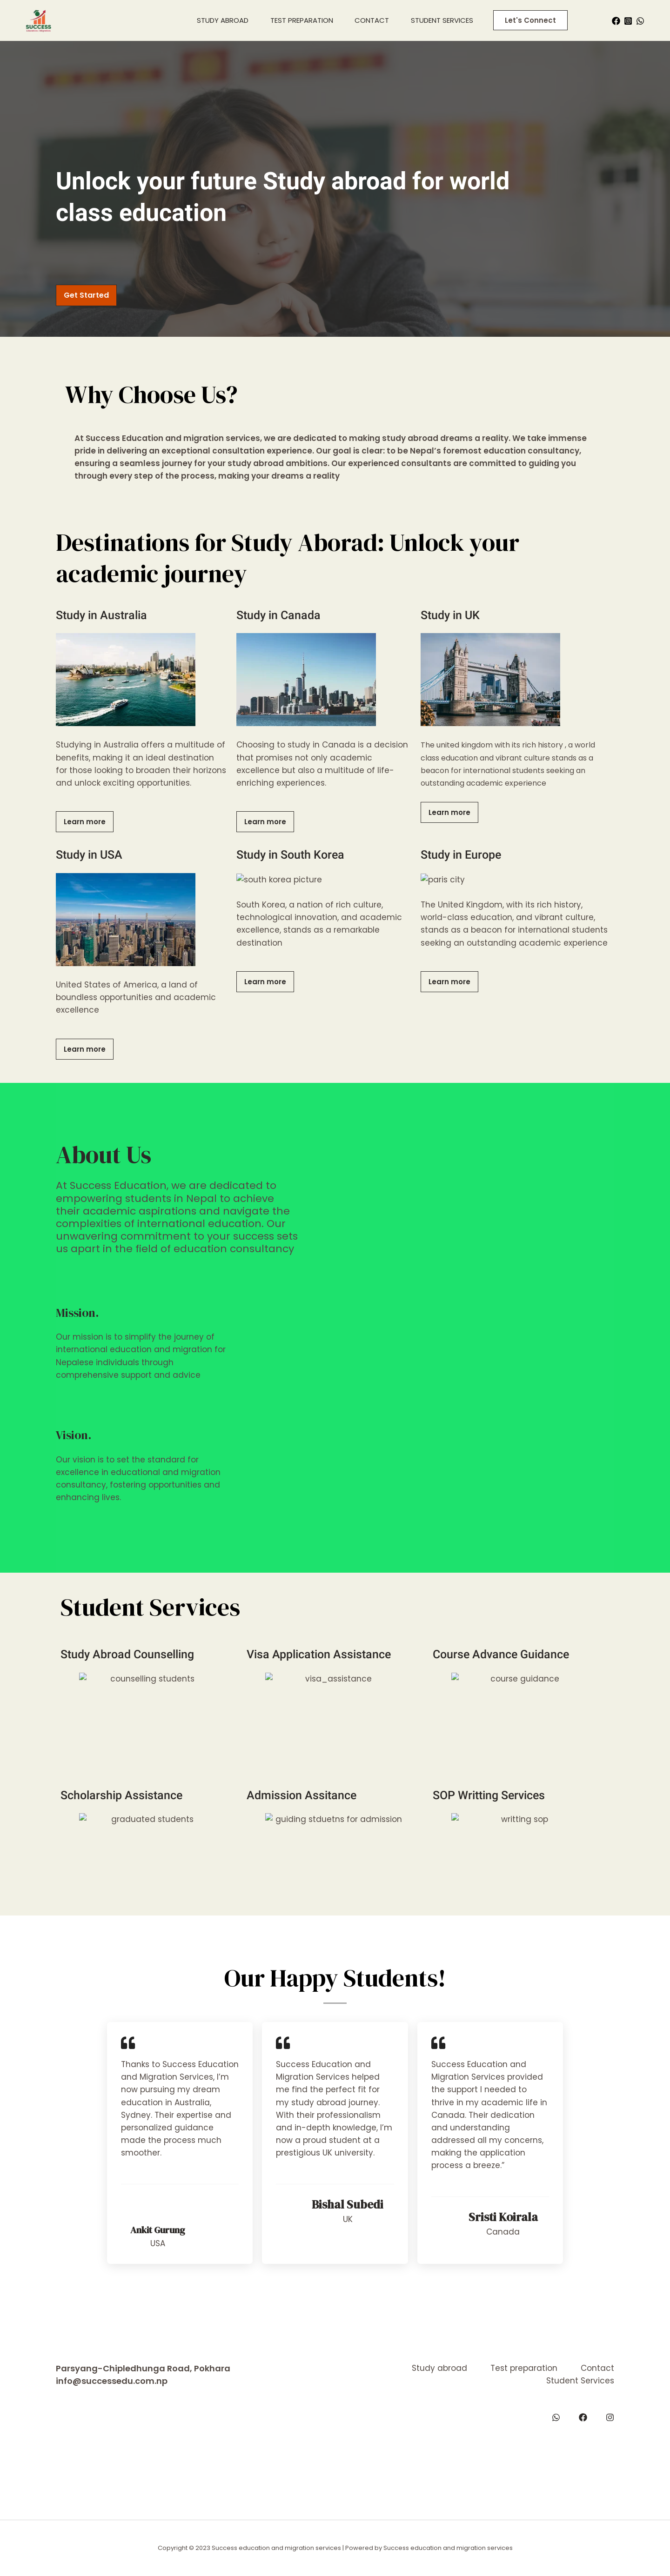 SUCCESS
STUDY ABROAD
TEST PREPARATION
CONTACT
STUDENT SERVICES
Let's Connect
Unlock your future Study abroad for world
class education
Get Started
Why Choose Us?
At Success Education and migration services, we are dedicated to making study abroad dreams a reality. We take immense
pride in delivering an exceptional consultation experience. Our goal is clear: to be Nepal's foremost education consultancy,
ensuring a seamless journey for your study abroad ambitions. Our experienced consultants are committed to guiding you
through every step of the process, making your dreams a reality
Destinations for Study Aborad: Unlock your
academic journey
Study in Australia
Studying in Australia offers a multitude of
benefits, making it an ideal destination
for those looking to broaden their horizons
and unlock exciting opportunities.
Learn more
Study in Canada
Choosing to study in Canada is a decision
that promises not only academic
excellence but also a multitude of life-
enhancing experiences.
Learn more
Study in UK
The united kingdom with its rich history , a world
class education and vibrant culture stands as a
beacon for international students seeking an
outstanding academic experience
Learn more
Study in USA
United States of America, a land of
boundless opportunities and academic
excellence
Learn more
Study in South Korea
south korea picture
South Korea, a nation of rich culture,
technological innovation, and academic
excellence, stands as a remarkable
destination
Learn more
Study in Europe
paris city
The United Kingdom, with its rich history,
world-class education, and vibrant culture,
stands as a beacon for international students
seeking an outstanding academic experience
Learn more
About Us
At Success Education, we are dedicated to
empowering students in Nepal to achieve
their academic aspirations and navigate the
complexities of international education. Our
unwavering commitment to your success sets
us apart in the field of education consultancy
Mission.
Our mission is to simplify the journey of
international education and migration for
Nepalese individuals through
comprehensive support and advice
Vision.
Our vision is to set the standard for
excellence in educational and migration
consultancy, fostering opportunities and
enhancing lives.
Student Services
Study Abroad Counselling
counselling students
Visa Application Assistance
visa_assistance
Course Advance Guidance
course guidance
Scholarship Assistance
graduated students
Admission Assitance
guiding stduetns for admission
SOP Writting Services
writting sop
Our Happy Students!
Thanks to Success Education
and Migration Services, I'm
now pursuing my dream
education in Australia,
Sydney. Their expertise and
personalized guidance
made the process much
smoother.
Ankit Gurung
USA
Success Education and
Migration Services helped
me find the perfect fit for
my study abroad journey.
With their professionalism
and in-depth knowledge, I'm
now a proud student at a
prestigious UK university.
Bishal Subedi
UK
Success Education and
Migration Services provided
the support I needed to
thrive in my academic life in
Canada. Their dedication
and understanding
addressed all my concerns,
making the application
process a breeze.”
Sristi Koirala
Canada
Parsyang-Chipledhunga Road, Pokhara
info@successedu.com.np
Study abroad
Test preparation
Contact
Student Services
Copyright © 2023 Success education and migration services | Powered by Success education and migration services